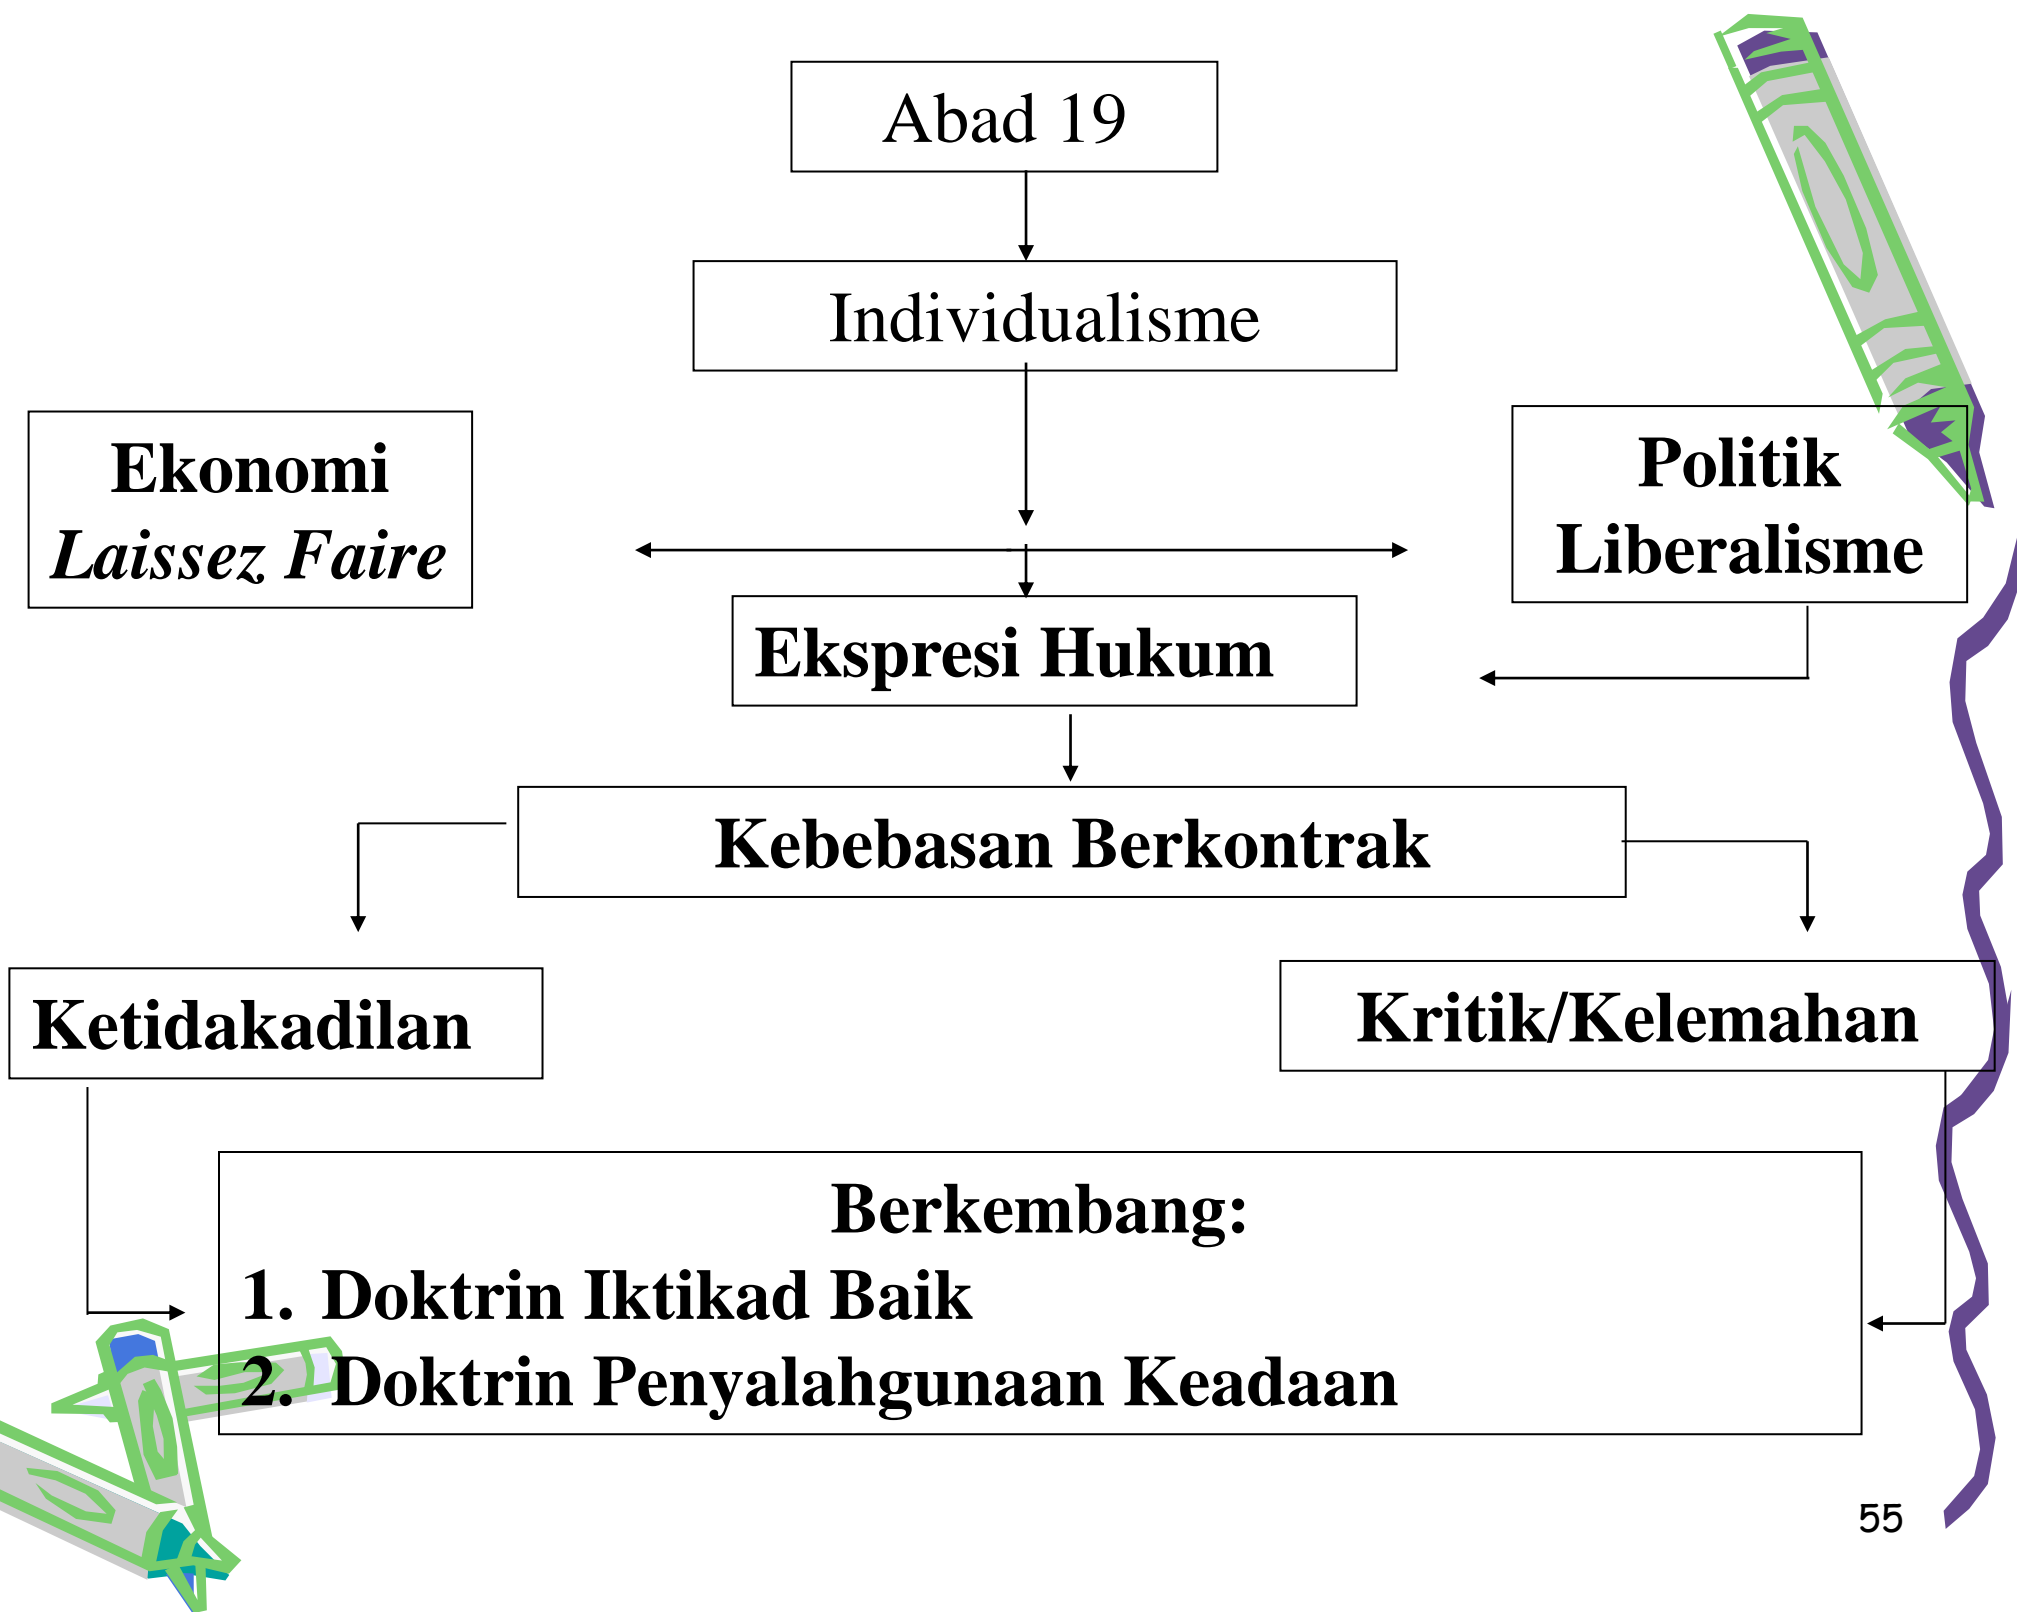 Abad 19
Individualisme
Ekonomi
Laissez Faire
Politik
Liberalisme
Ekspresi Hukum
Kebebasan Berkontrak
Ketidakadilan
Kritik/Kelemahan
Berkembang:
1. Doktrin Iktikad Baik
2. Doktrin Penyalahgunaan Keadaan
55